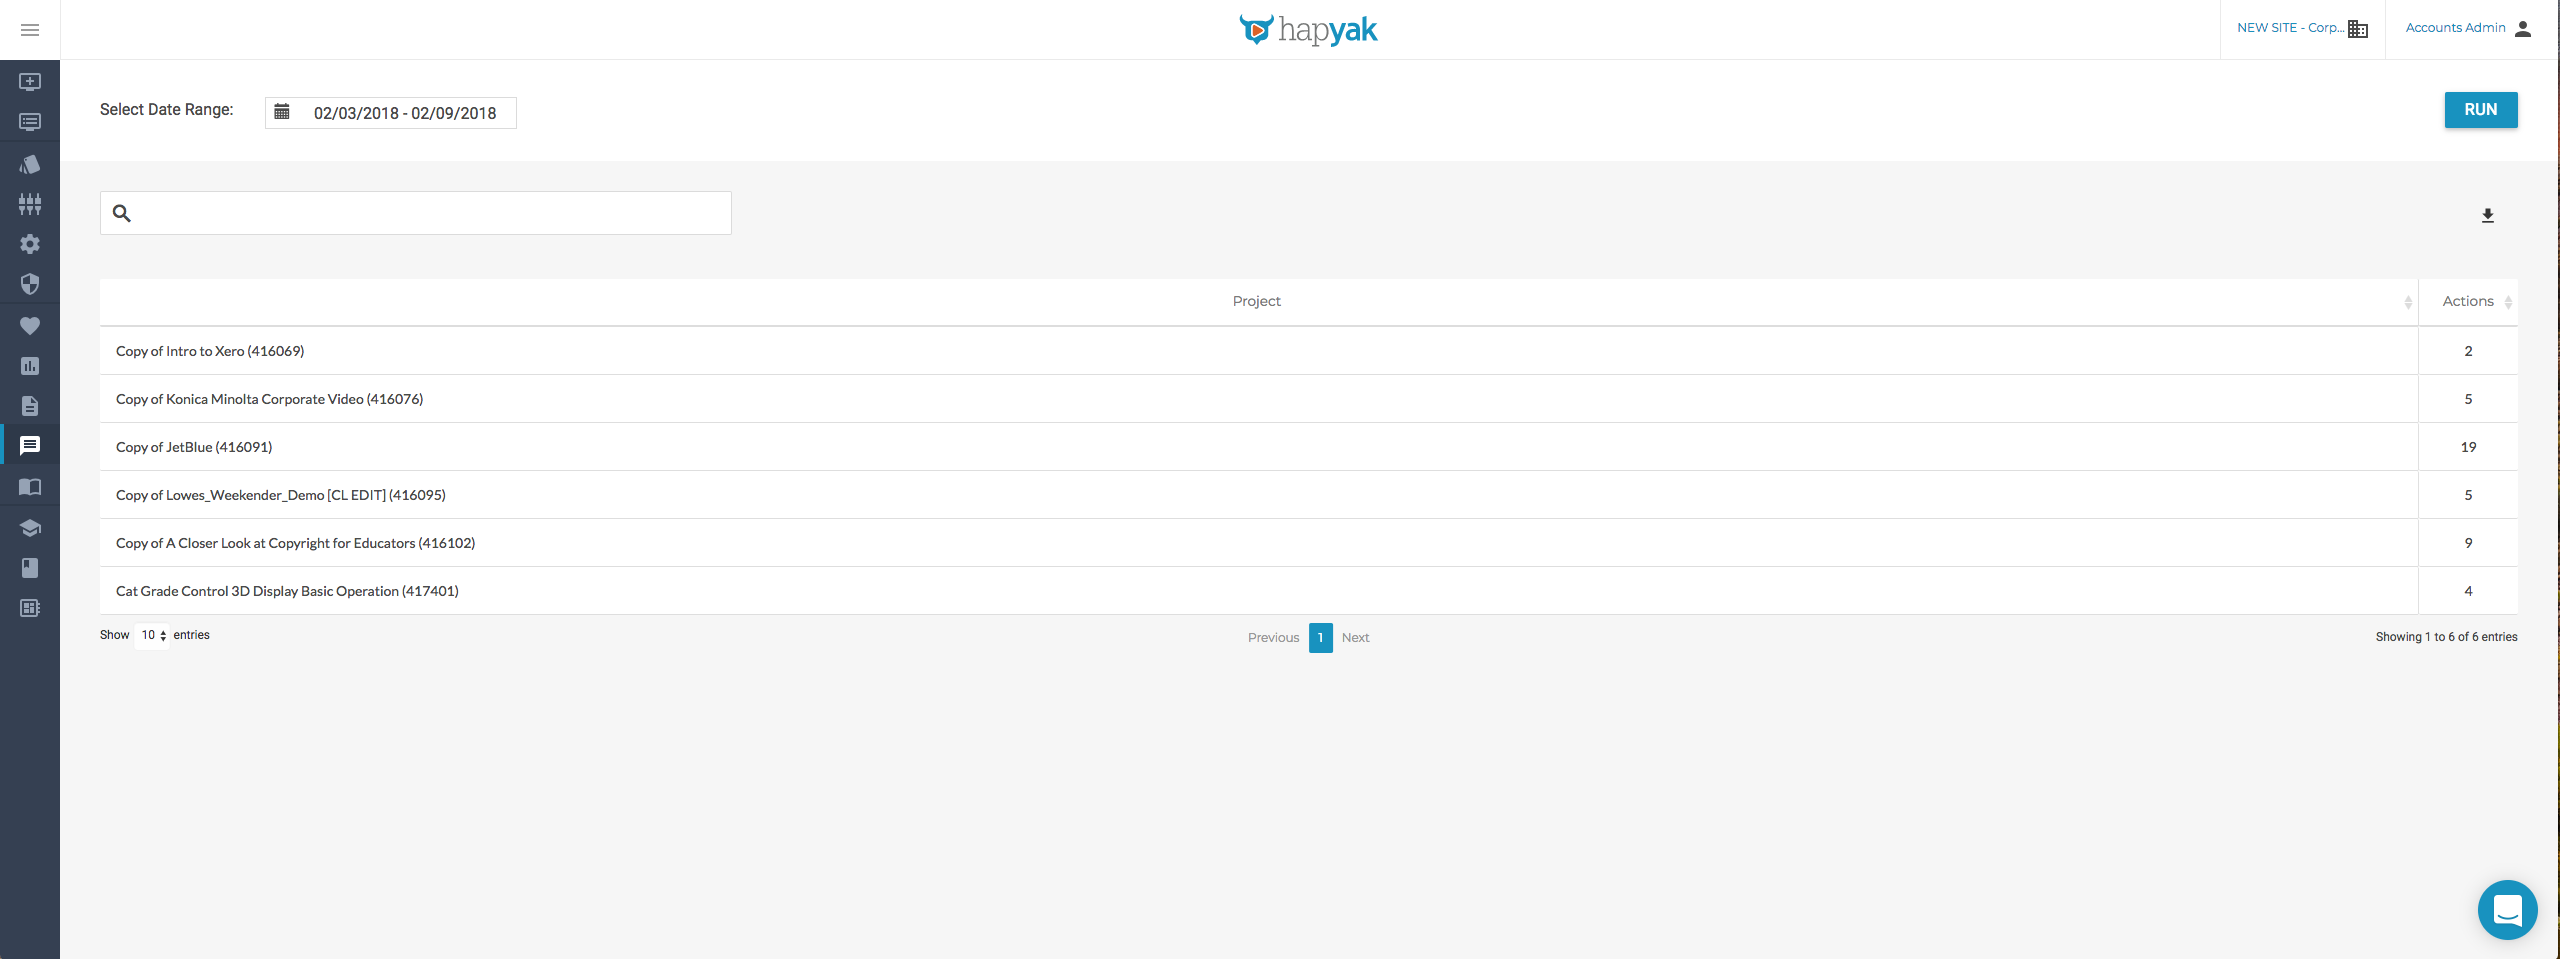 hapyak
NEW SITE - Corp...
Accounts Admin
Select Date Range:
02/03/2018 - 02/09/2018
RUN
Project
Actions
Copy of Intro to Xero (416069)
2
Copy of Konica Minolta Corporate Video (416076)
5
Copy of JetBlue (416091)
19
Copy of Lowes_Weekender_Demo [CL EDIT] (416095)
5
Copy of A Closer Look at Copyright for Educators (416102)
9
Cat Grade Control 3D Display Basic Operation (417401)
4
Show 10 entries
Previous 1 Next
Showing 1 to 6 of 6 entries